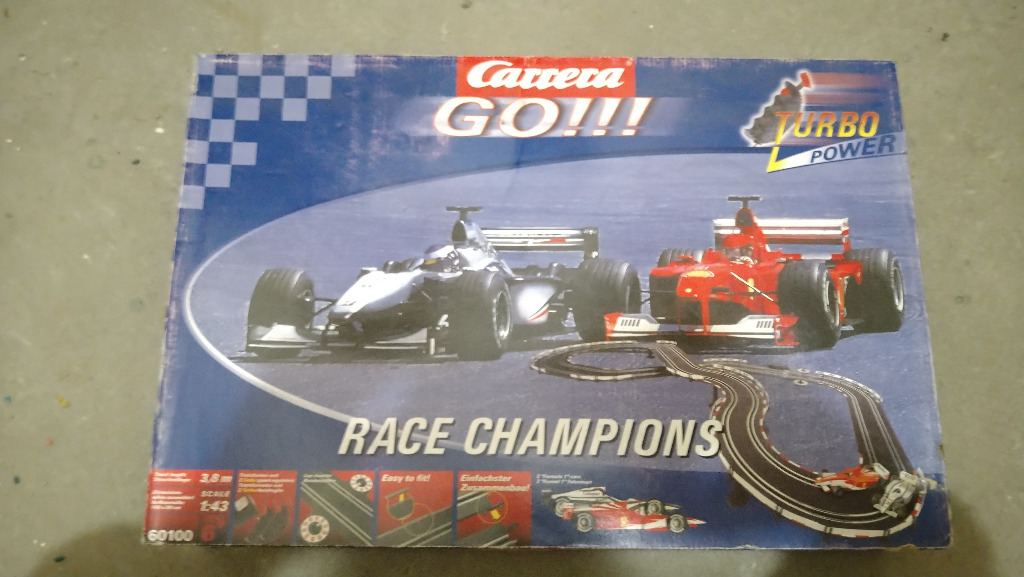 Carrera
GO!!!
TURBO
POWER
RACE CHAMPIONS
3,8 m
SCALE
1:43
Easy to fit!
Einfachster
Zusammenbau!
60100